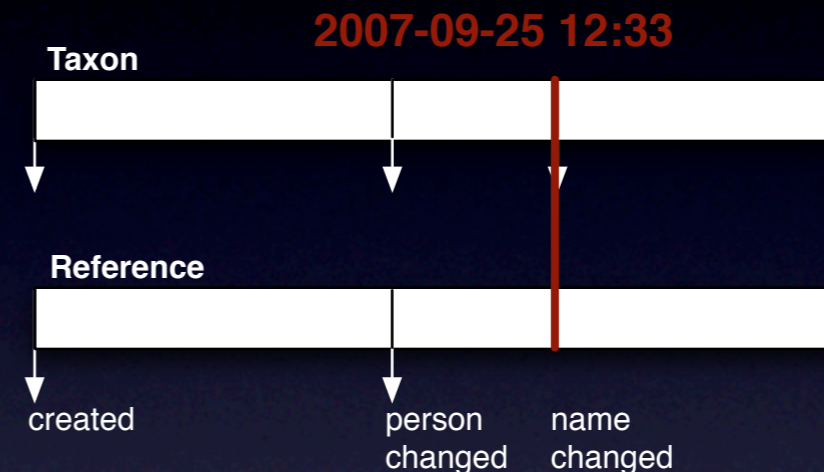 2007-09-25 12:33
Taxon
Reference
created
person
changed
name
changed